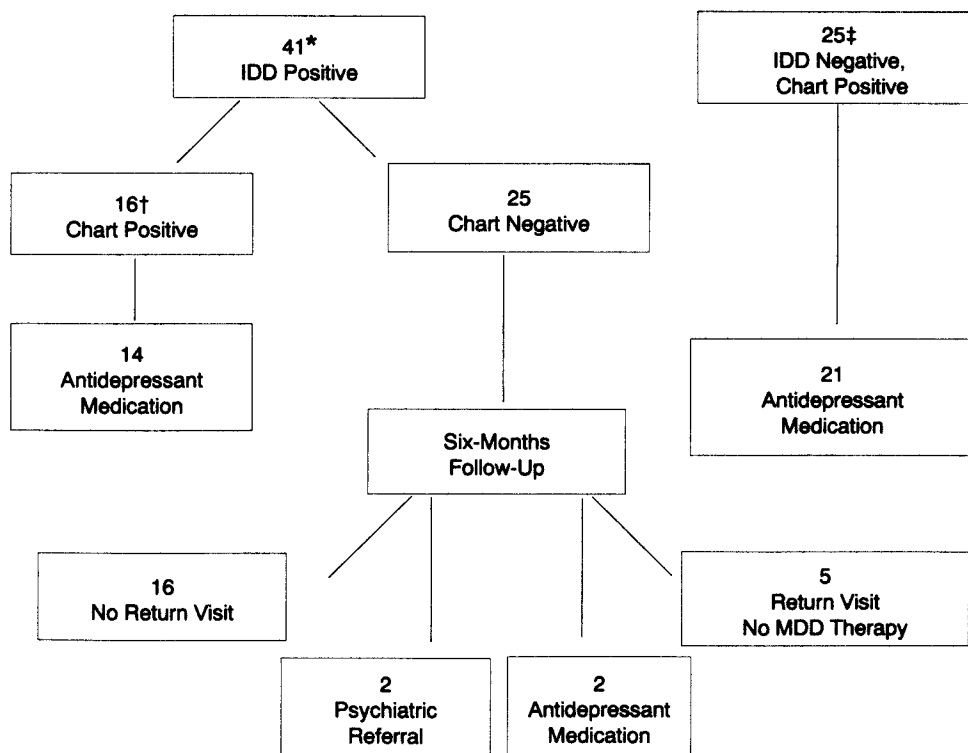 41*
IDD Positive
25‡
IDD Negative,
Chart Positive
16†
Chart Positive
25
Chart Negative
14
Antidepressant
Medication
21
Antidepressant
Medication
Six-Months
Follow-Up
16
No Return Visit
5
Return Visit
No MDD Therapy
2
Psychiatric
Referral
2
Antidepressant
Medication